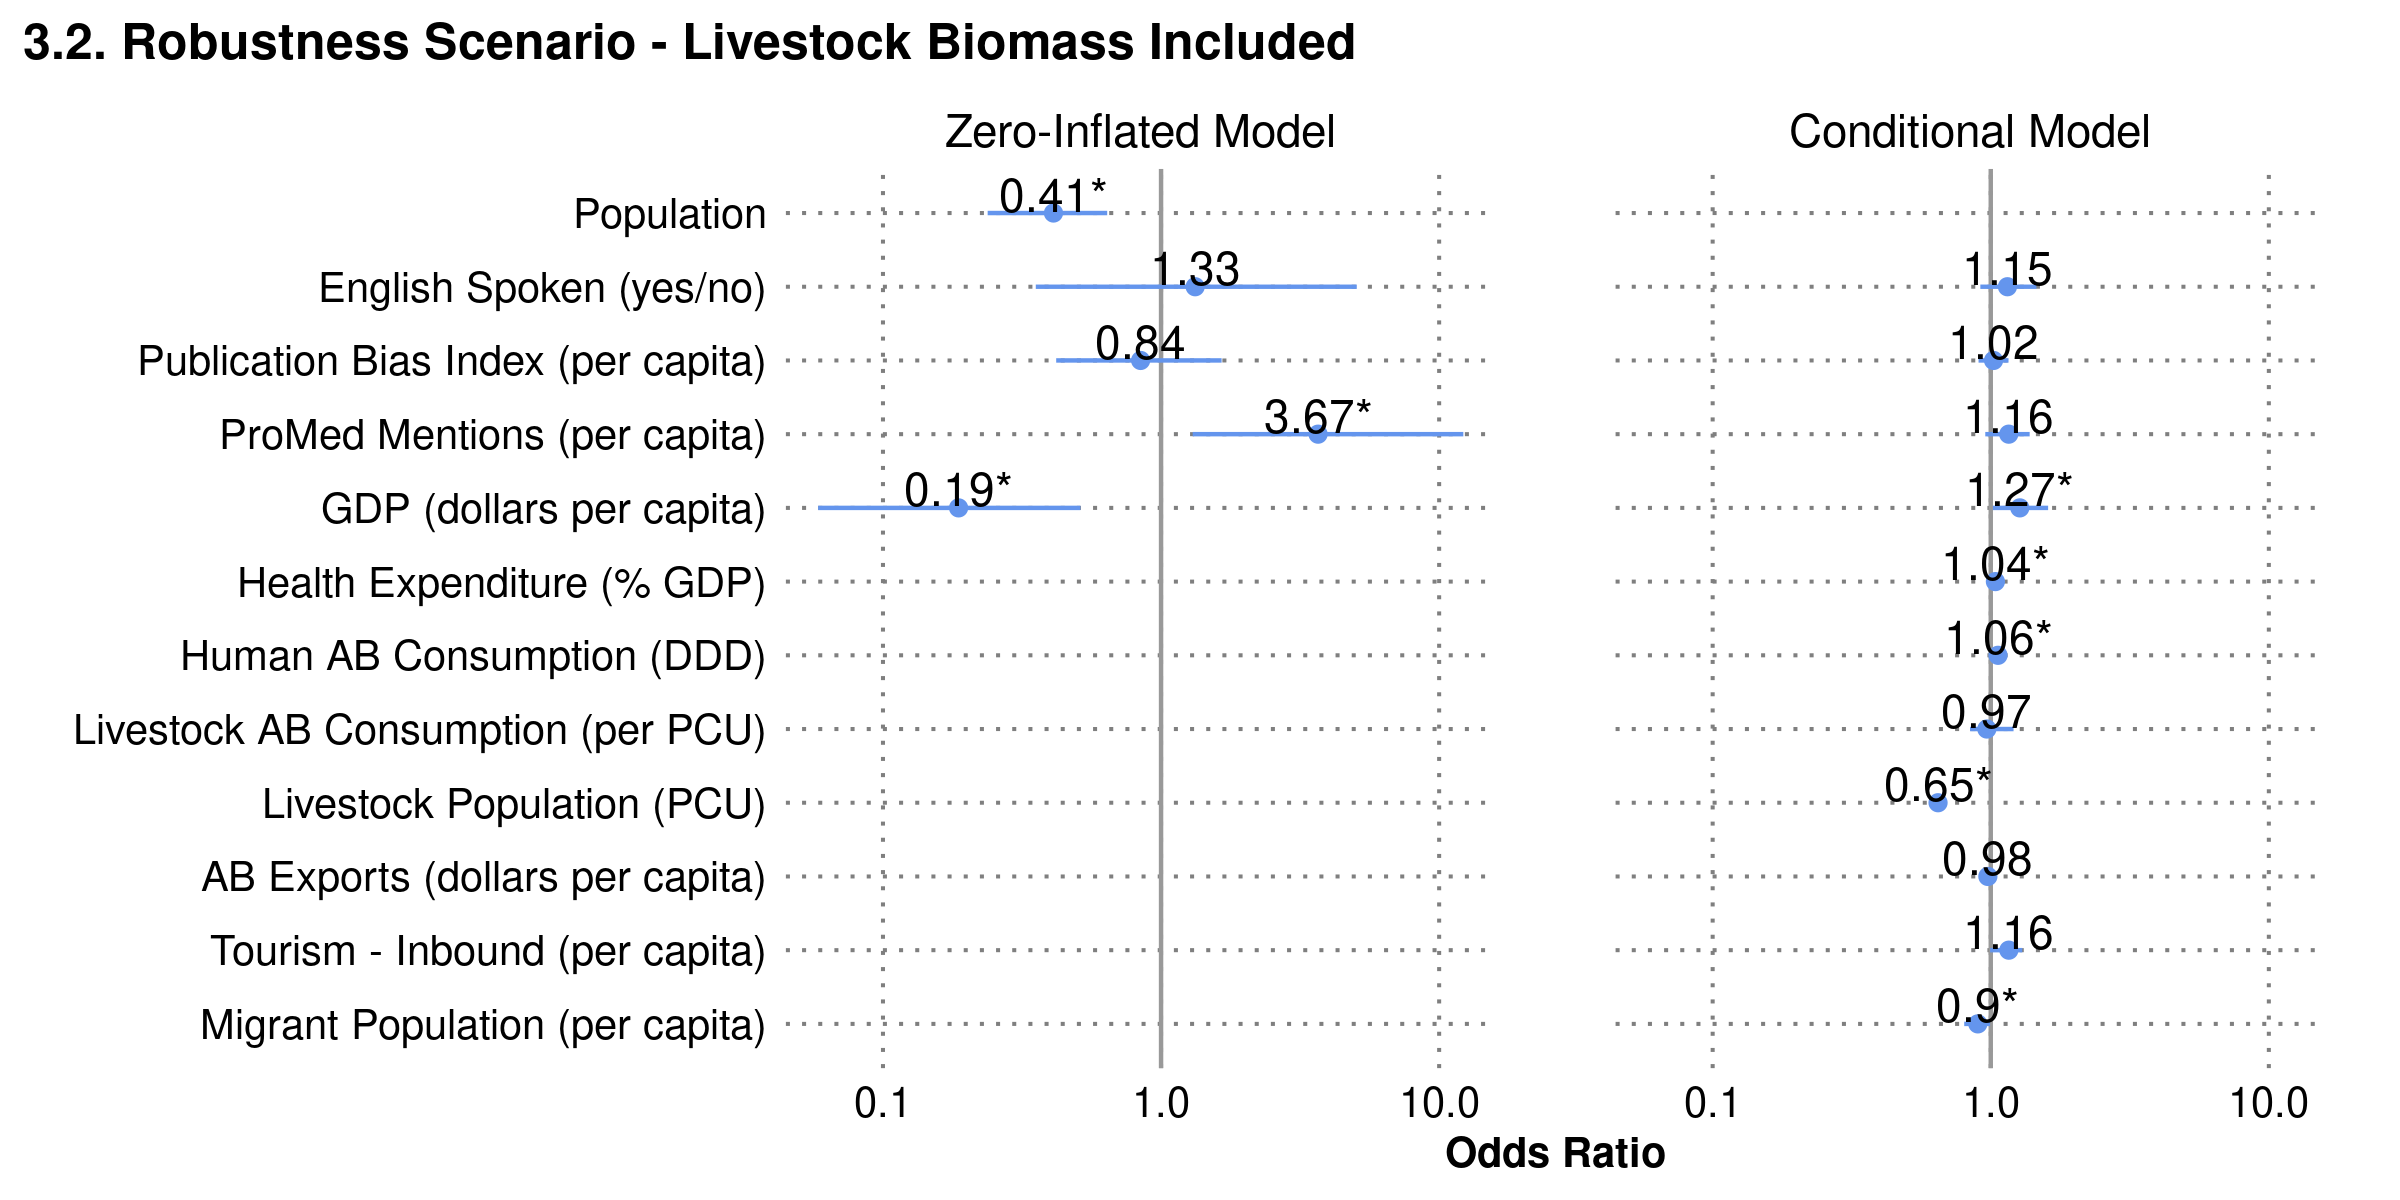 3.2. Robustness Scenario - Livestock Biomass Included
Zero-Inflated Model Conditional Model
Population 0.41*
English Spoken (yes/no) 1.33 1.15
Publication Bias Index (per capita) 0.84 1.02
ProMed Mentions (per capita) 3.67* 1.16
GDP (dollars per capita) 0.19* 1.27*
Health Expenditure (% GDP) 1.04*
Human AB Consumption (DDD) 1.06*
Livestock AB Consumption (per PCU) 0.97
Livestock Population (PCU) 0.65*
AB Exports (dollars per capita) 0.98
Tourism - Inbound (per capita) 1.16
Migrant Population (per capita) 0.9*
0.1 1.0 10.0 0.1 1.0 10.0
Odds Ratio